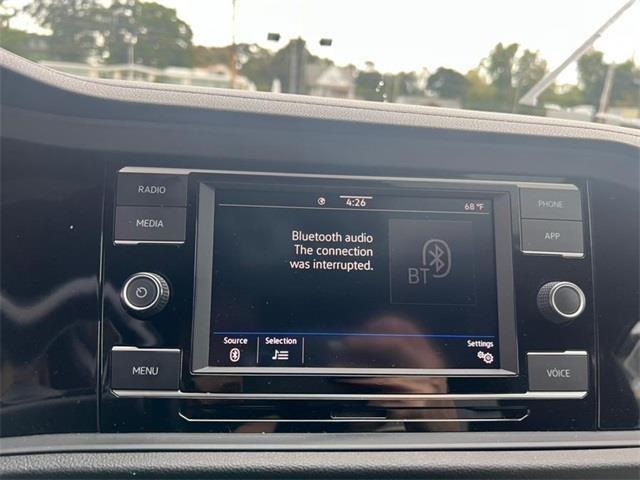 RADIO
MEDIA
MENU
4:26
68 °F
Bluetooth audio
The connection
was interrupted.
BT
Source
Selection
Settings
PHONE
APP
VOICE